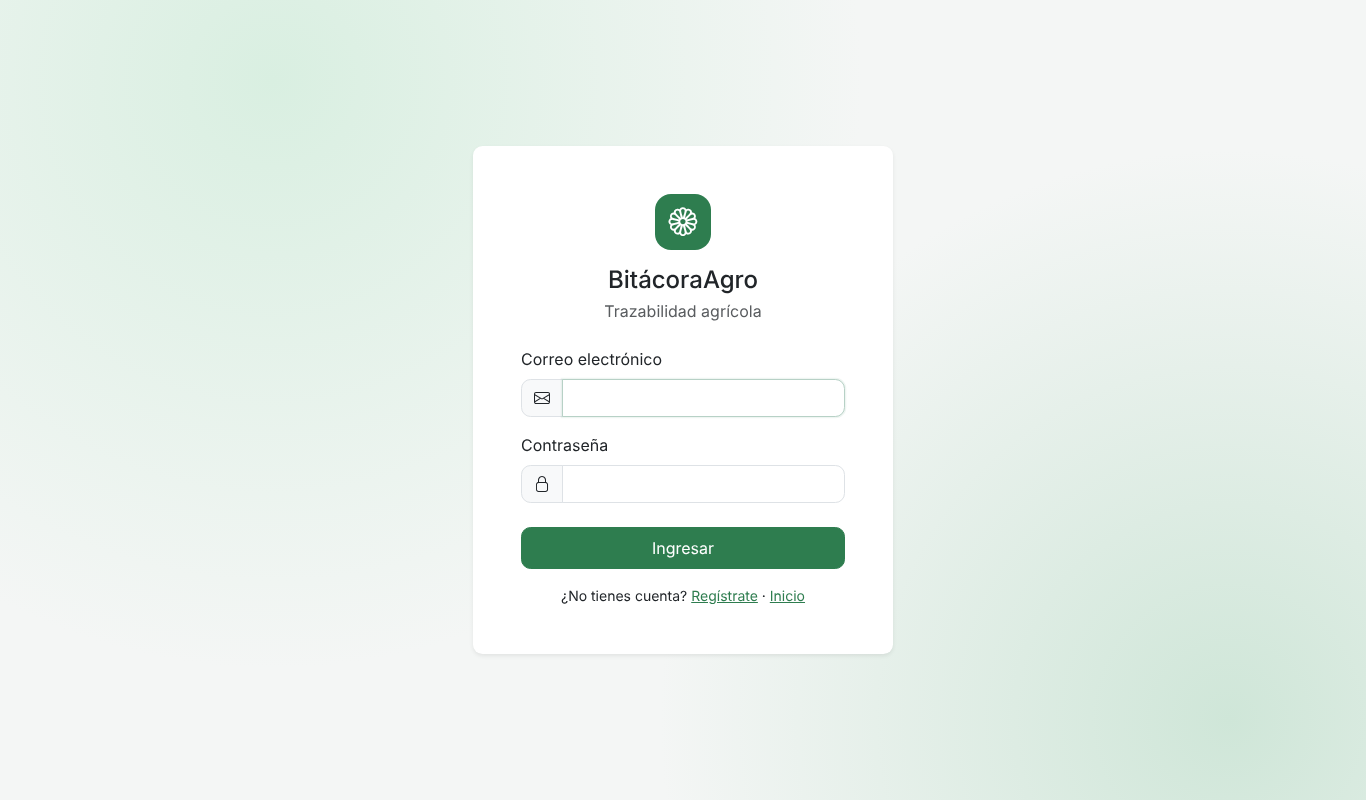 BitácoraAgro
Trazabilidad agrícola
Correo electrónico
Contraseña
Ingresar
¿No tienes cuenta? Regístrate · Inicio